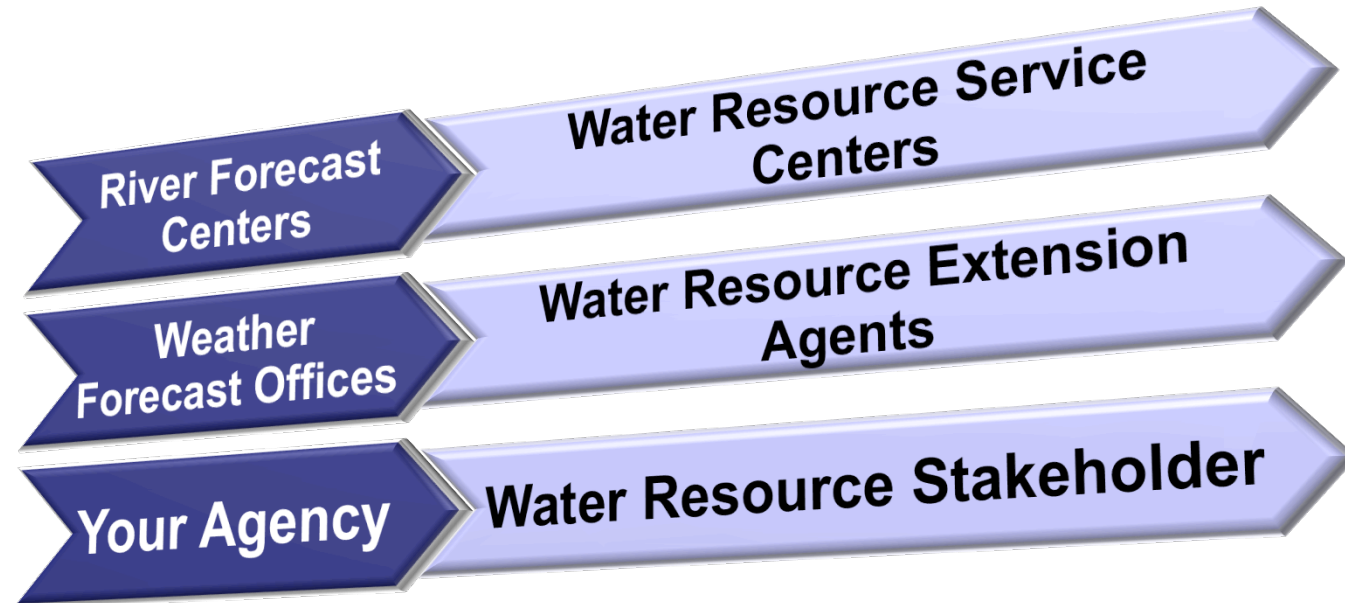 River Forecast
Centers
Water Resource Service
Centers
Weather
Forecast Offices
Water Resource Extension
Agents
Your Agency
Water Resource Stakeholder